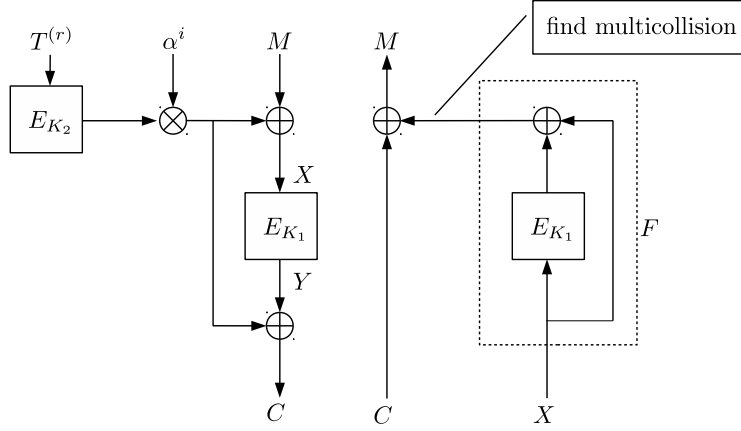 find multicollision
T^{(r)} α^i M M
E_{K_2}
X
E_{K_1} E_{K_1} F
Y
C C X